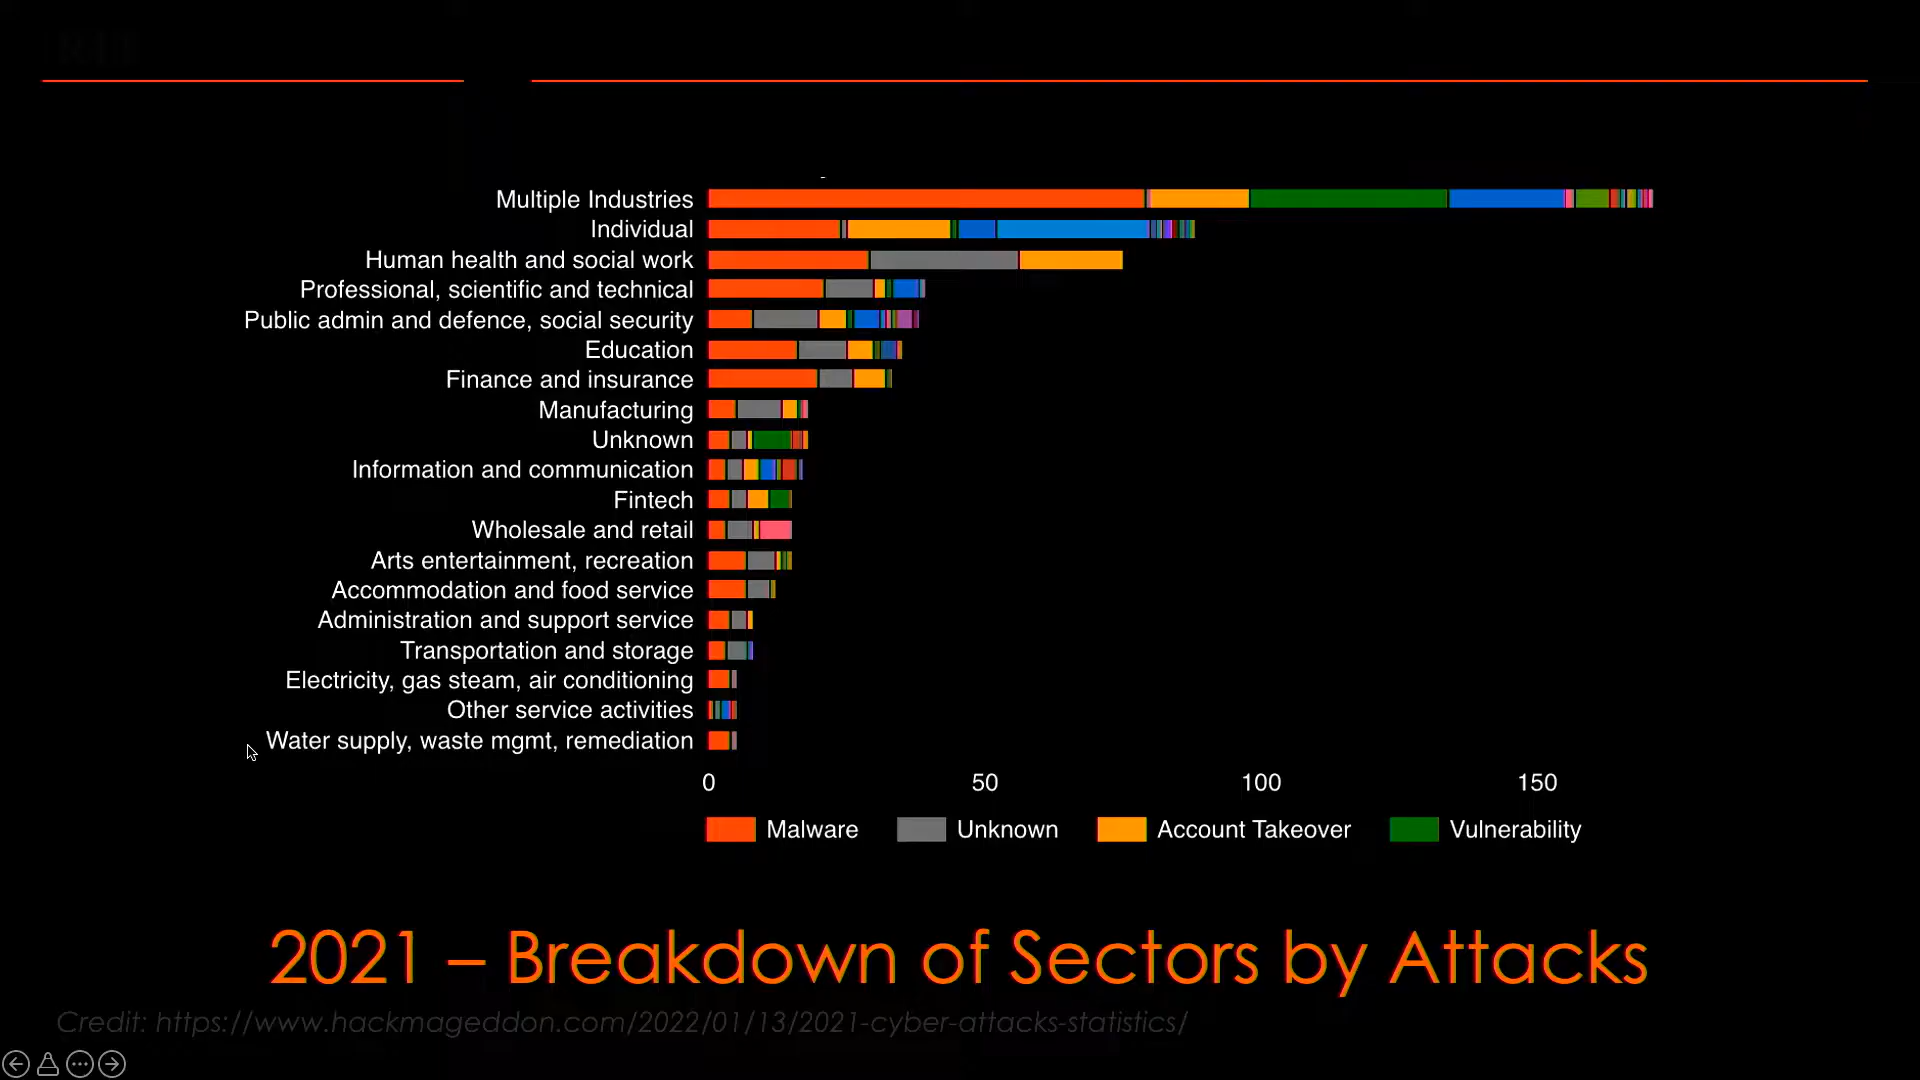 Multiple Industries
Individual
Human health and social work
Professional, scientific and technical
Public admin and defence, social security
Education
Finance and insurance
Manufacturing
Unknown
Information and communication
Fintech
Wholesale and retail
Arts entertainment, recreation
Accommodation and food service
Administration and support service
Transportation and storage
Electricity, gas steam, air conditioning
Other service activities
Water supply, waste mgmt, remediation
0 50 100 150
Malware Unknown Account Takeover Vulnerability
2021 – Breakdown of Sectors by Attacks
Credit: https://www.hackmageddon.com/2022/01/13/2021-cyber-attacks-statistics/